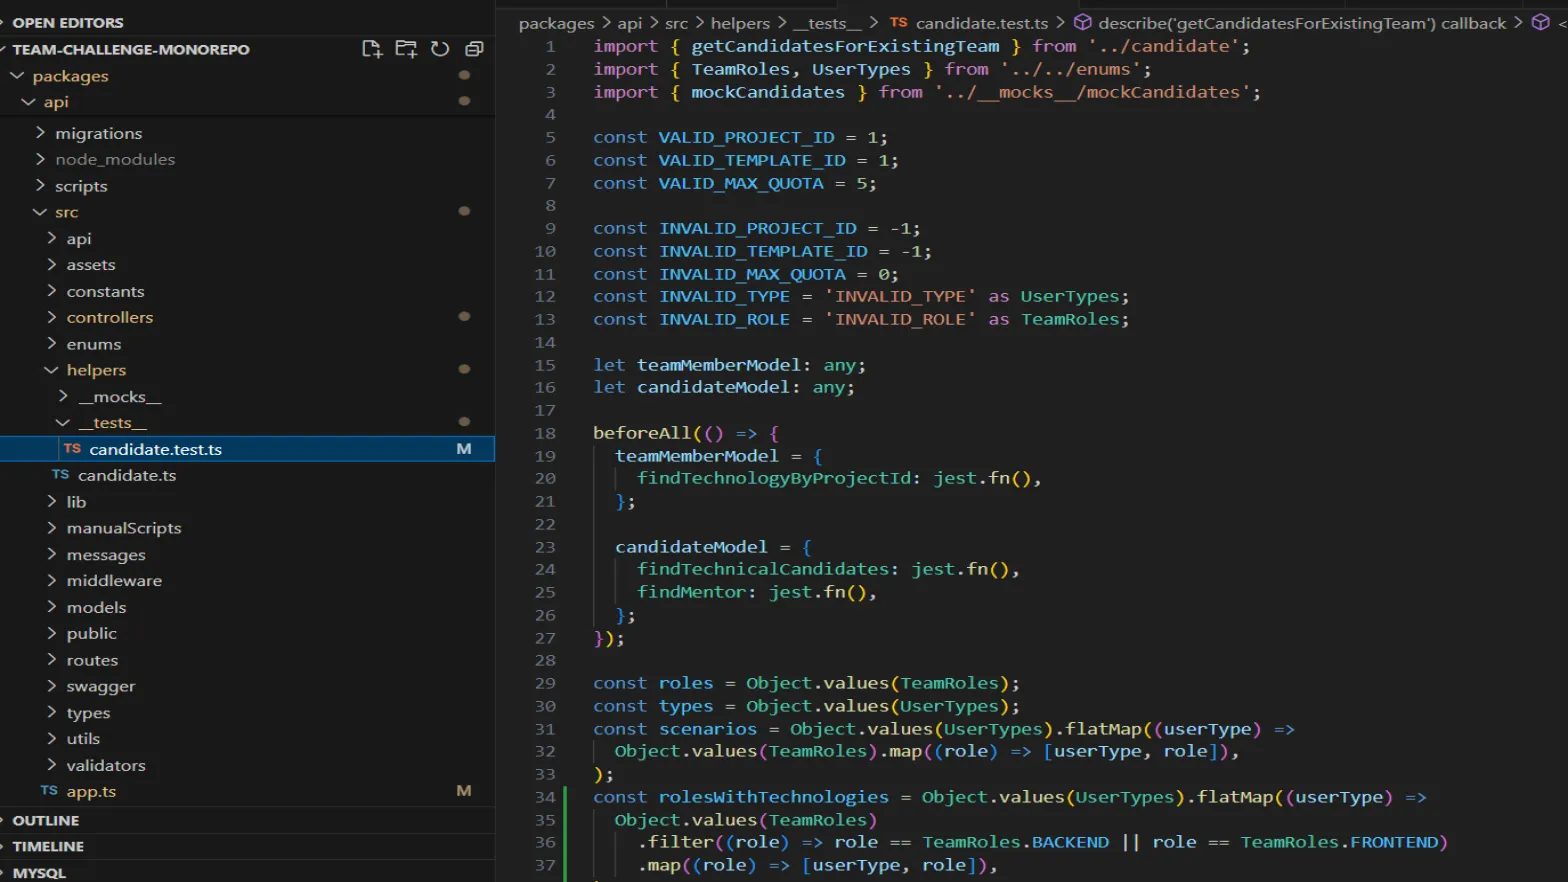 OPEN EDITORS
TEAM-CHALLENGE-MONOREPO
packages
api
migrations
node_modules
scripts
src
api
assets
constants
controllers
enums
helpers
__mocks__
__tests__
TS candidate.test.ts M
TS candidate.ts
lib
manualScripts
messages
middleware
models
public
routes
swagger
types
utils
validators
TS app.ts M
OUTLINE
TIMELINE
MYSQL
packages > api > src > helpers > __tests__ > TS candidate.test.ts > describe('getCandidatesForExistingTeam') callback > <
1 import { getCandidatesForExistingTeam } from '../candidate';
2 import { TeamRoles, UserTypes } from '../../enums';
3 import { mockCandidates } from '../__mocks__/mockCandidates';
4
5 const VALID_PROJECT_ID = 1;
6 const VALID_TEMPLATE_ID = 1;
7 const VALID_MAX_QUOTA = 5;
8
9 const INVALID_PROJECT_ID = -1;
10 const INVALID_TEMPLATE_ID = -1;
11 const INVALID_MAX_QUOTA = 0;
12 const INVALID_TYPE = 'INVALID_TYPE' as UserTypes;
13 const INVALID_ROLE = 'INVALID_ROLE' as TeamRoles;
14
15 let teamMemberModel: any;
16 let candidateModel: any;
17
18 beforeAll(() => {
19 teamMemberModel = {
20 findTechnologyByProjectId: jest.fn(),
21 };
22
23 candidateModel = {
24 findTechnicalCandidates: jest.fn(),
25 findMentor: jest.fn(),
26 };
27 });
28
29 const roles = Object.values(TeamRoles);
30 const types = Object.values(UserTypes);
31 const scenarios = Object.values(UserTypes).flatMap((userType) =>
32 Object.values(TeamRoles).map((role) => [userType, role]),
33 );
34 const rolesWithTechnologies = Object.values(UserTypes).flatMap((userType) =>
35 Object.values(TeamRoles)
36 .filter((role) => role == TeamRoles.BACKEND || role == TeamRoles.FRONTEND)
37 .map((role) => [userType, role]),